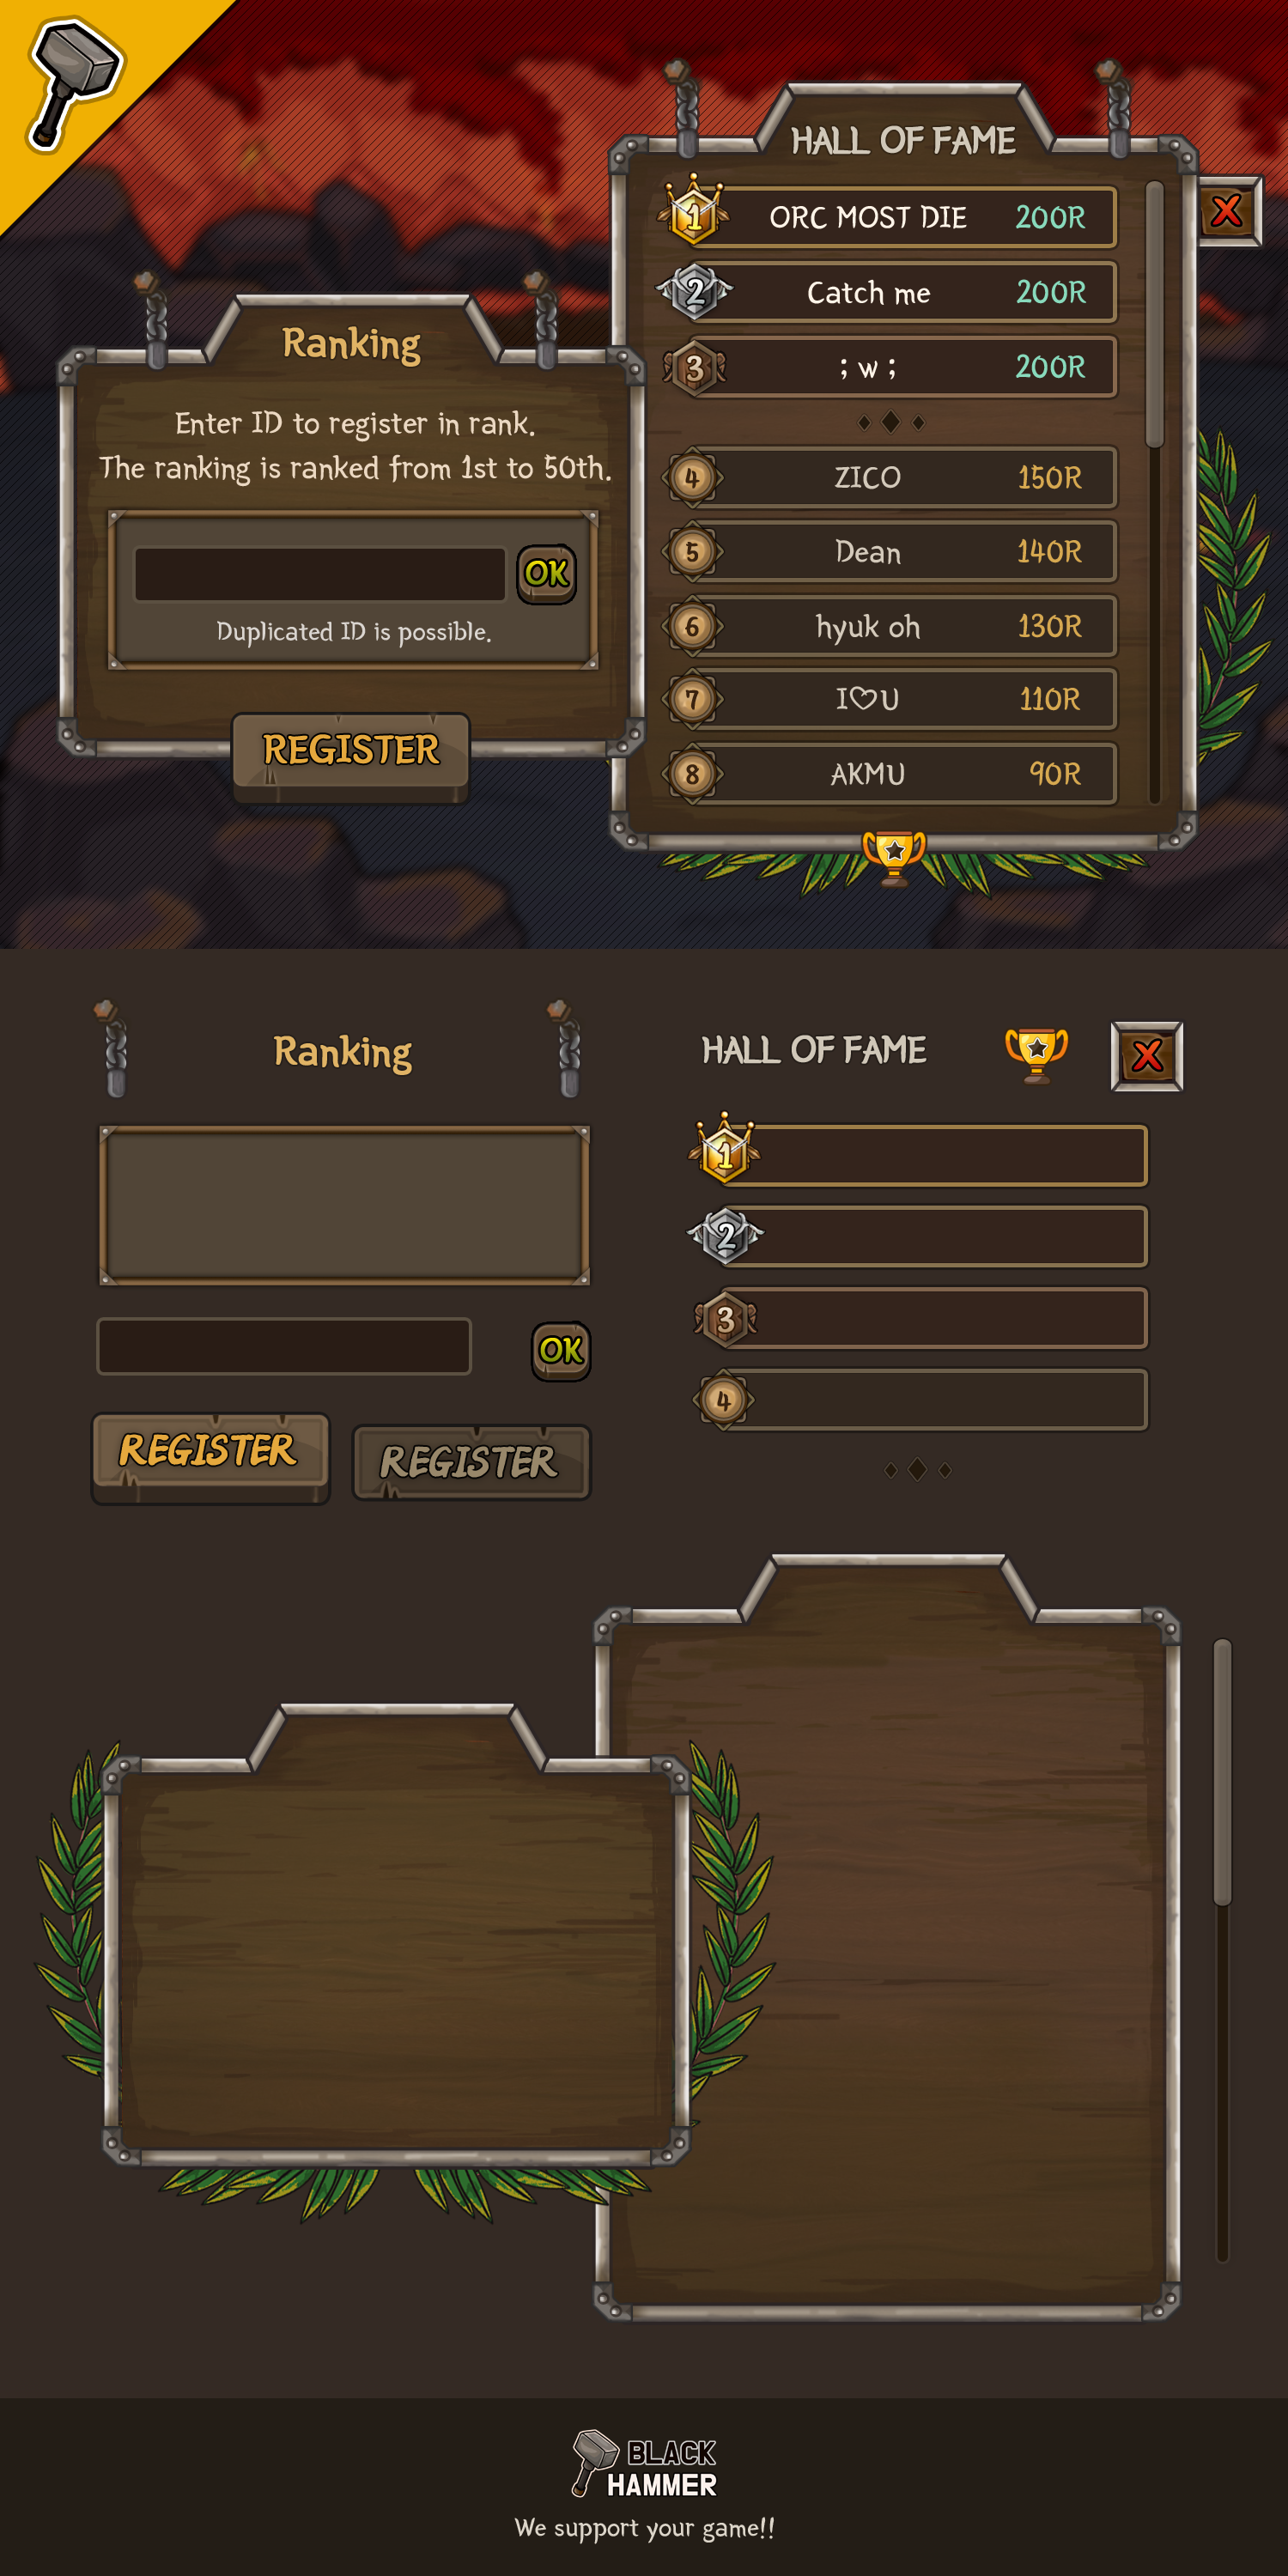 HALL OF FAME
1 ORC MOST DIE 200R
2 Catch me 200R
3 ; w ; 200R
4 ZICO 150R
5 Dean 140R
6 hyuk oh 130R
7 I♡U 110R
8 AKMU 90R
X
Ranking
Enter ID to register in rank.
The ranking is ranked from 1st to 50th.
OK
Duplicated ID is possible.
REGISTER
Ranking
HALL OF FAME
X
1
2
3
4
OK
REGISTER
REGISTER
BLACK
HAMMER
We support your game!!